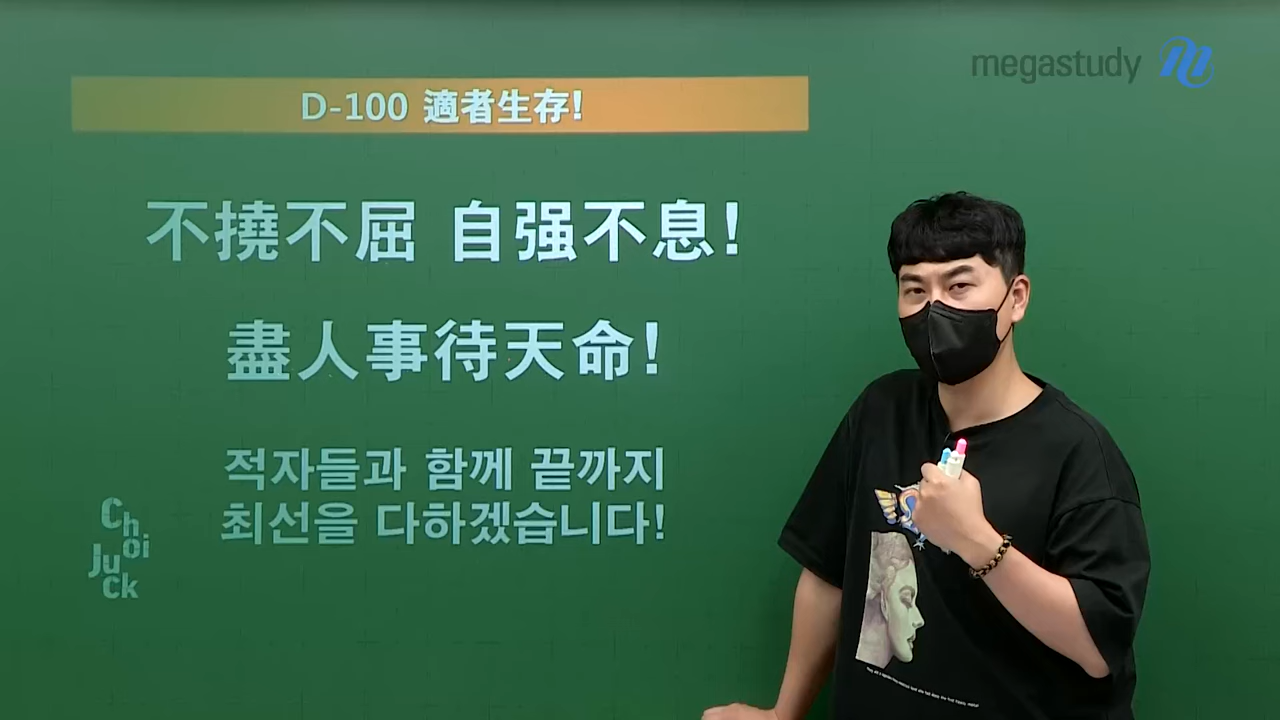 megastudy
D-100 適者生存!
不撓不屈 自强不息!
盡人事待天命!
적자들과 함께 끝까지
최선을 다하겠습니다!
Choi
Juck